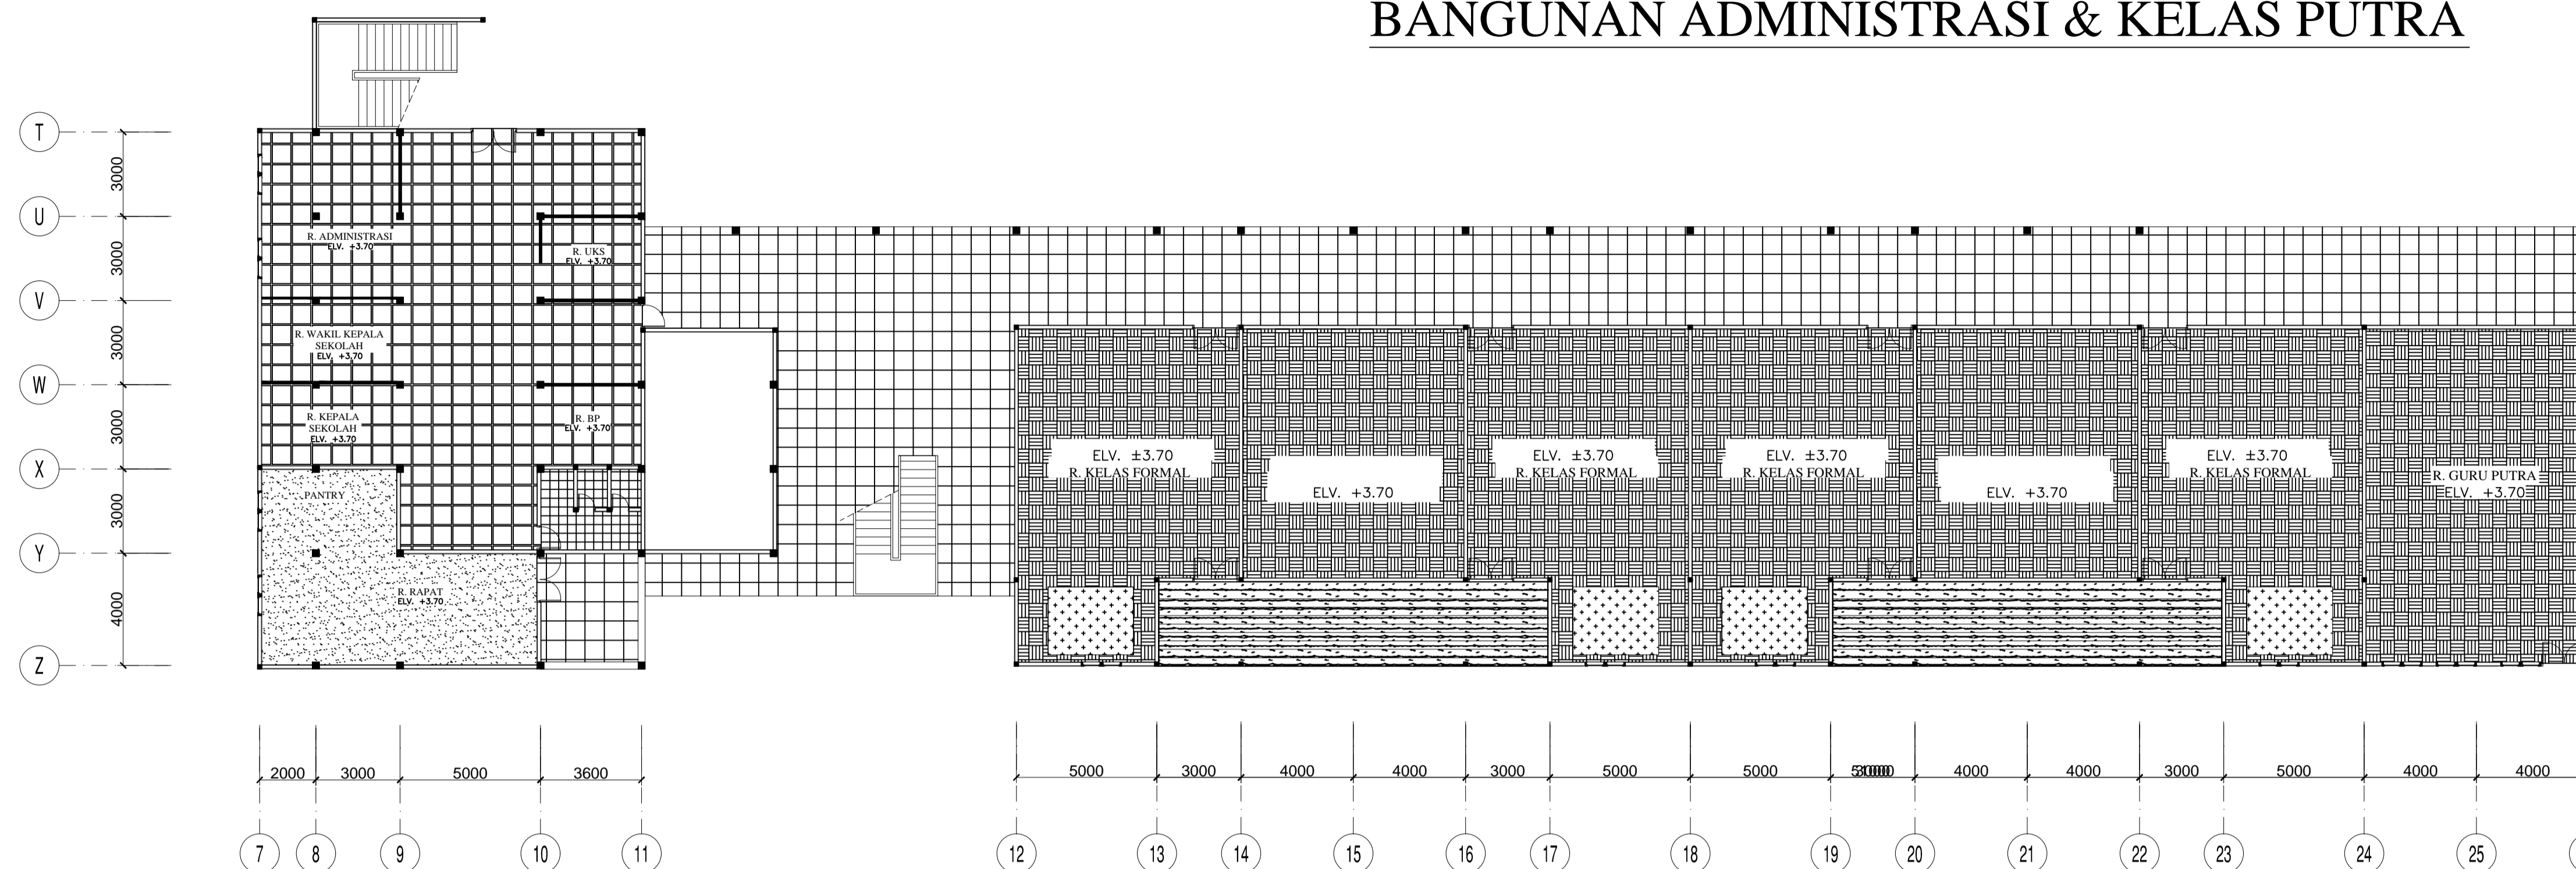 BANGUNAN ADMINISTRASI & KELAS PUTRA
T
3000
U
R. ADMINISTRASI
ELV. +3.70
R. UKS
ELV. +3.70
3000
V
R. WAKIL KEPALA
SEKOLAH
ELV. +3.70
3000
W
R. KEPALA
SEKOLAH
ELV. +3.70
R. BP
ELV. +3.70
3000
X
ELV. ±3.70
R. KELAS FORMAL
ELV. +3.70
ELV. ±3.70
R. KELAS FORMAL
ELV. ±3.70
R. KELAS FORMAL
ELV. +3.70
ELV. ±3.70
R. KELAS FORMAL
R. GURU PUTRA
ELV. +3.70
PANTRY
3000
Y
R. RAPAT
ELV. +3.70
4000
Z
2000 3000 5000 3600
5000 3000 4000 4000 3000 5000 5000 4000 4000 3000 5000 4000 4000
7 8 9 10 11 12 13 14 15 16 17 18 19 20 21 22 23 24 25